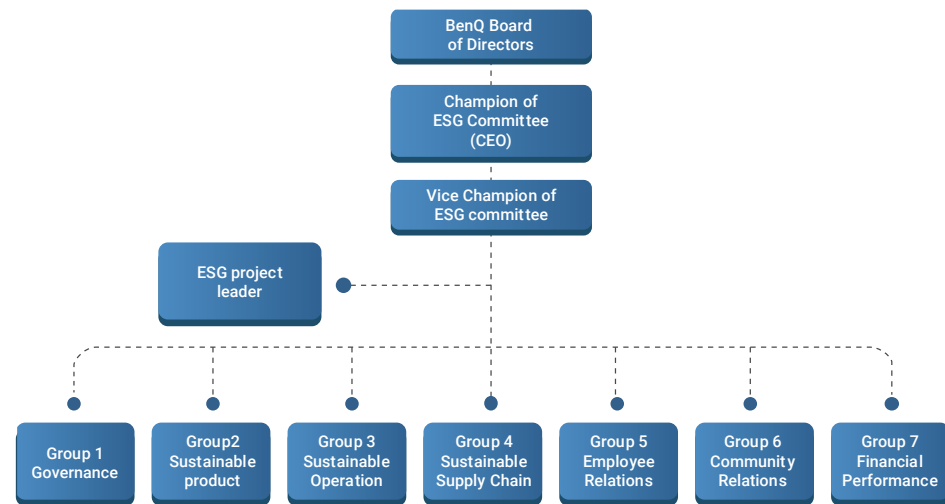 BenQ Board
of Directors
Champion of
ESG Committee
(CEO)
Vice Champion of
ESG committee
ESG project
leader
Group 1
Governance
Group2
Sustainable
product
Group 3
Sustainable
Operation
Group 4
Sustainable
Supply Chain
Group 5
Employee
Relations
Group 6
Community
Relations
Group 7
Financial
Performance